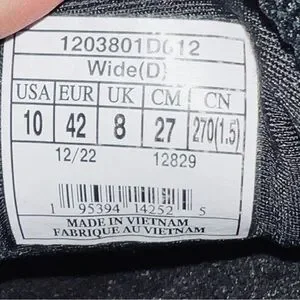 1203801D012
Wide(D)
USA EUR UK CM CN
10 42 8 27 270(1.5)
12/22 12829
1 95394 14252 5
MADE IN VIETNAM
FABRIQUE AU VIETNAM